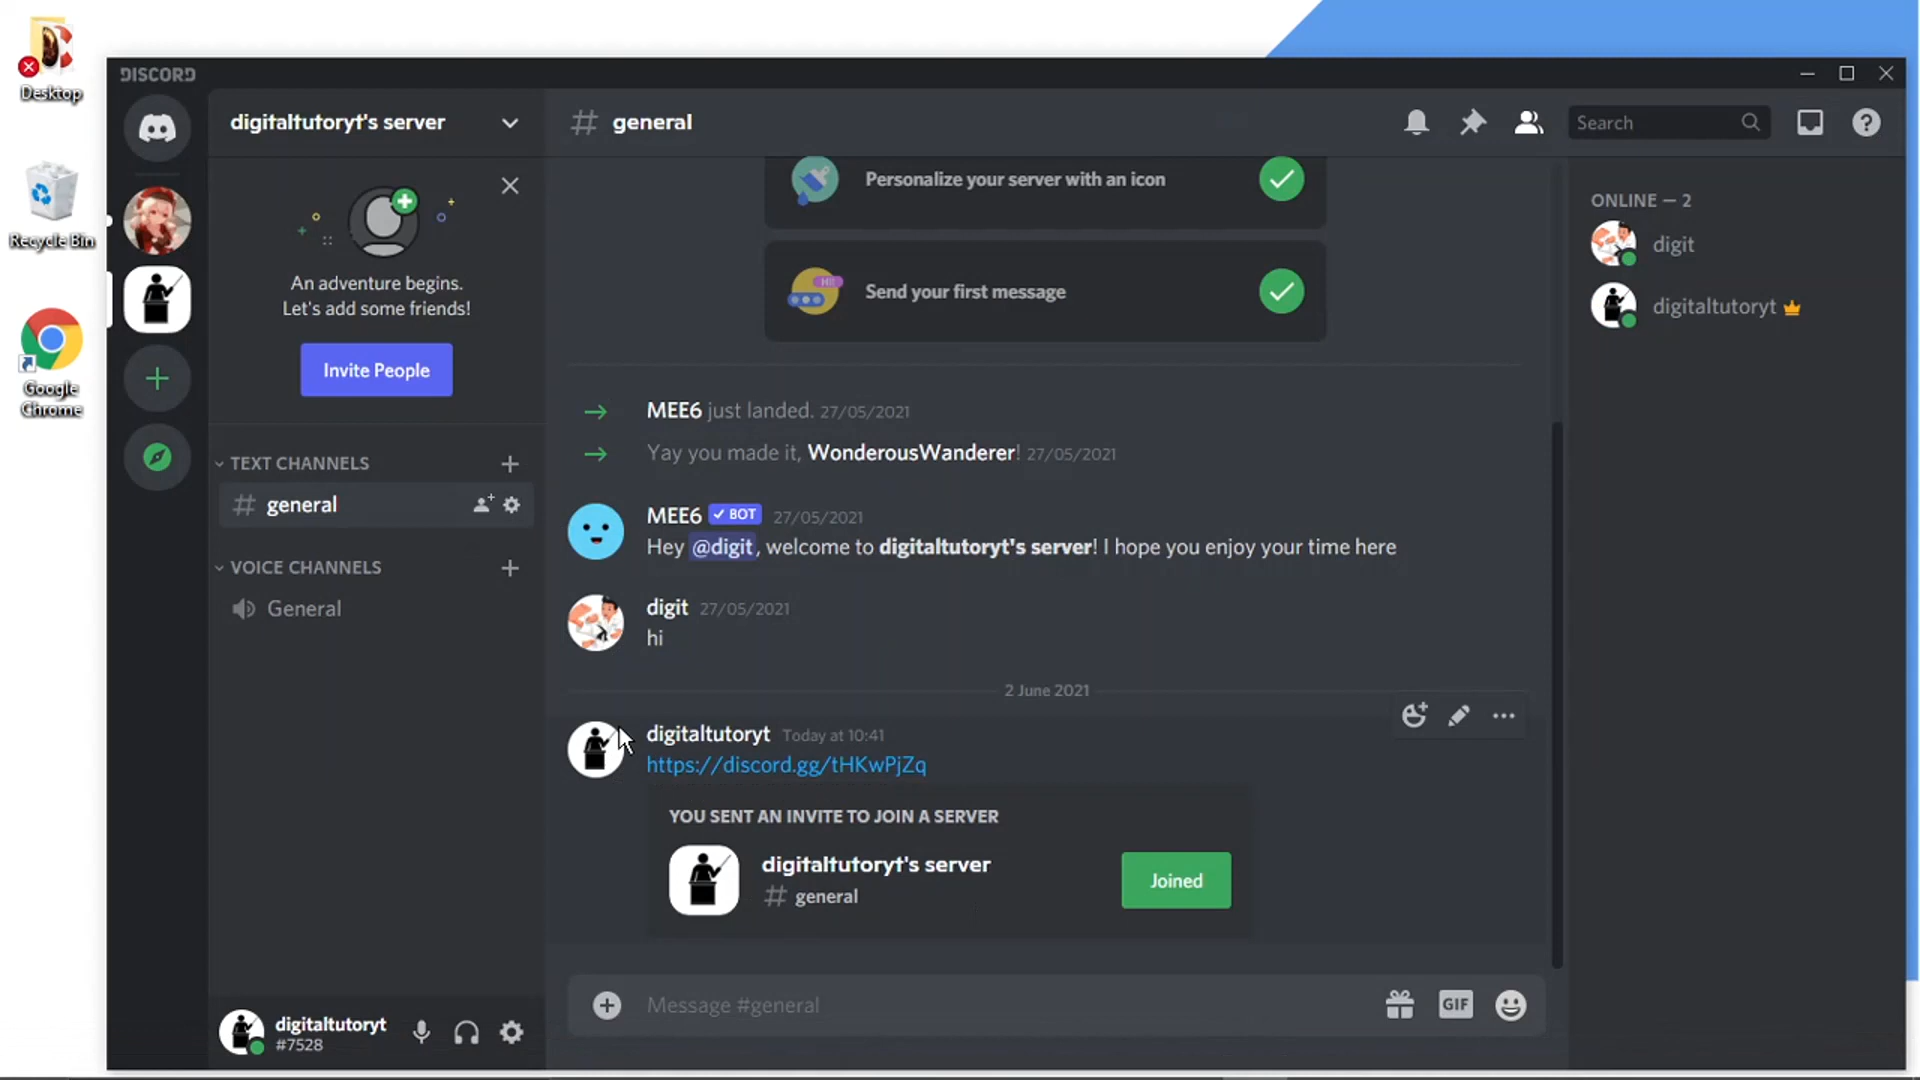 Desktop
Recycle Bin
Google
Chrome
DISCORD
digitaltutoryt's server
An adventure begins.
Let's add some friends!
Invite People
TEXT CHANNELS
# general
VOICE CHANNELS
General
digitaltutoryt
#7528
# general
Search
Personalize your server with an icon
HI!
Send your first message
MEE6 just landed. 27/05/2021
Yay you made it, WonderousWanderer! 27/05/2021
MEE6 ✓ BOT 27/05/2021
Hey @digit, welcome to digitaltutoryt's server! I hope you enjoy your time here
digit 27/05/2021
hi
2 June 2021
digitaltutoryt Today at 10:41
https://discord.gg/tHKwPjZq
YOU SENT AN INVITE TO JOIN A SERVER
digitaltutoryt's server
# general
Joined
Message #general
GIF
ONLINE — 2
digit
digitaltutoryt